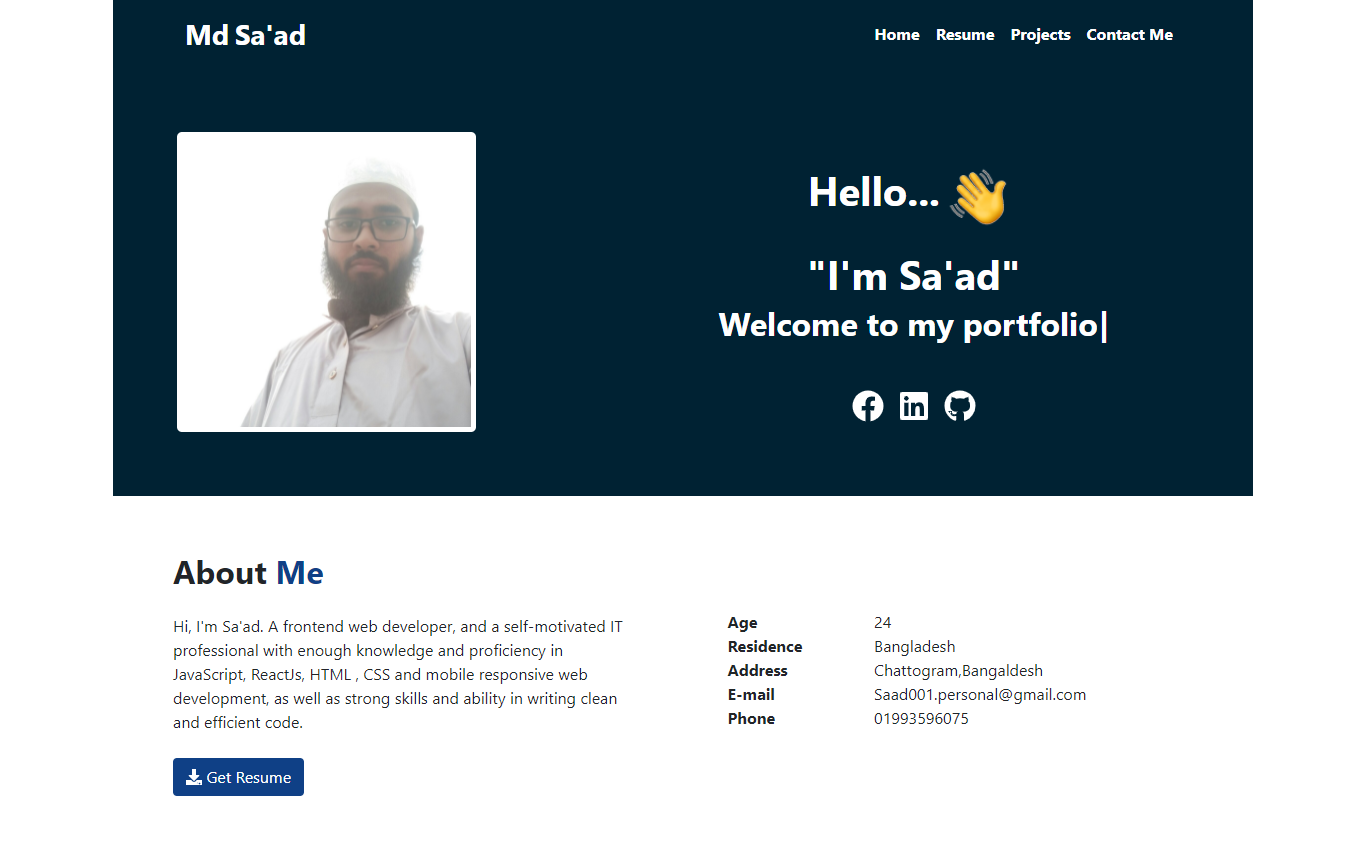 Md Sa'ad
Home Resume Projects Contact Me
Hello... 👋
"I'm Sa'ad"
Welcome to my portfolio|
About Me
Hi, I'm Sa'ad. A frontend web developer, and a self-motivated IT
professional with enough knowledge and proficiency in
JavaScript, ReactJs, HTML , CSS and mobile responsive web
development, as well as strong skills and ability in writing clean
and efficient code.
Get Resume
Age 24
Residence Bangladesh
Address Chattogram,Bangaldesh
E-mail Saad001.personal@gmail.com
Phone 01993596075